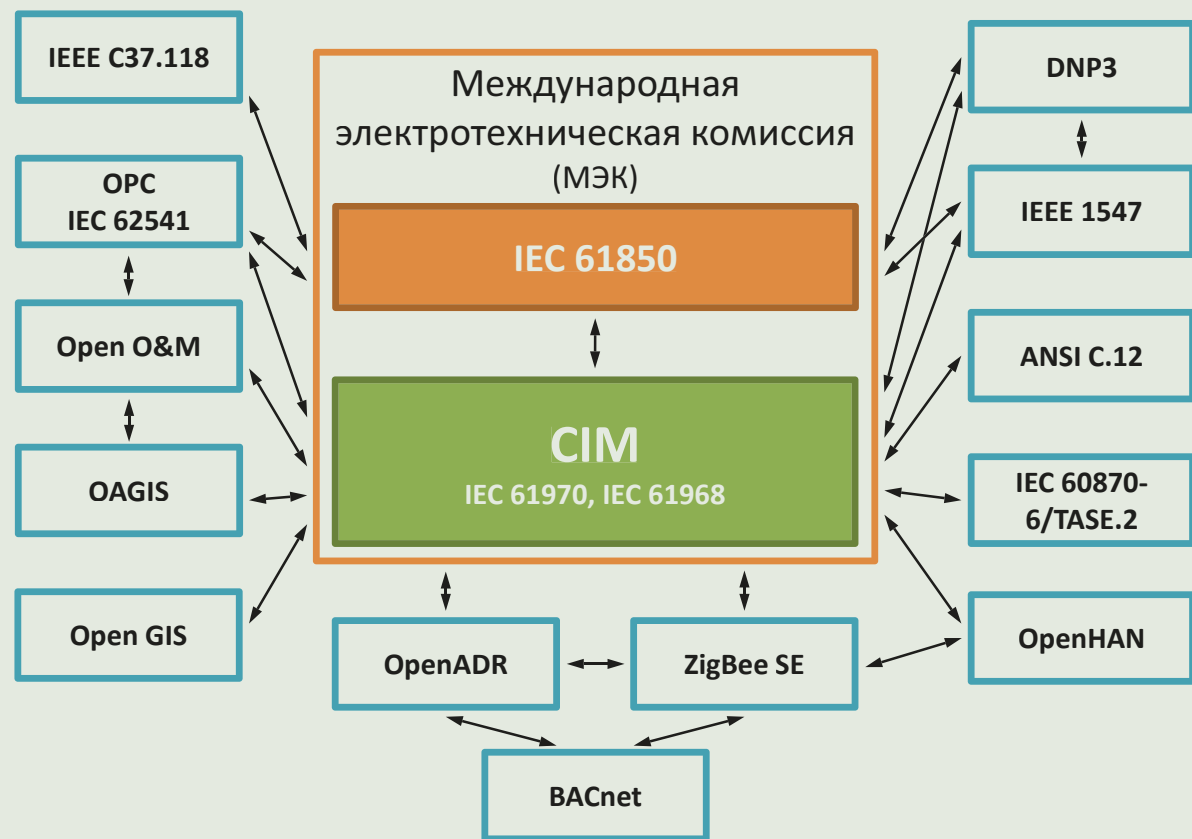 IEEE C37.118
OPC
IEC 62541
Open O&M
OAGIS
Open GIS
Международная
электротехническая комиссия
(МЭК)
IEC 61850
CIM
IEC 61970, IEC 61968
DNP3
IEEE 1547
ANSI C.12
IEC 60870-
6/TASE.2
OpenHAN
OpenADR
ZigBee SE
BACnet